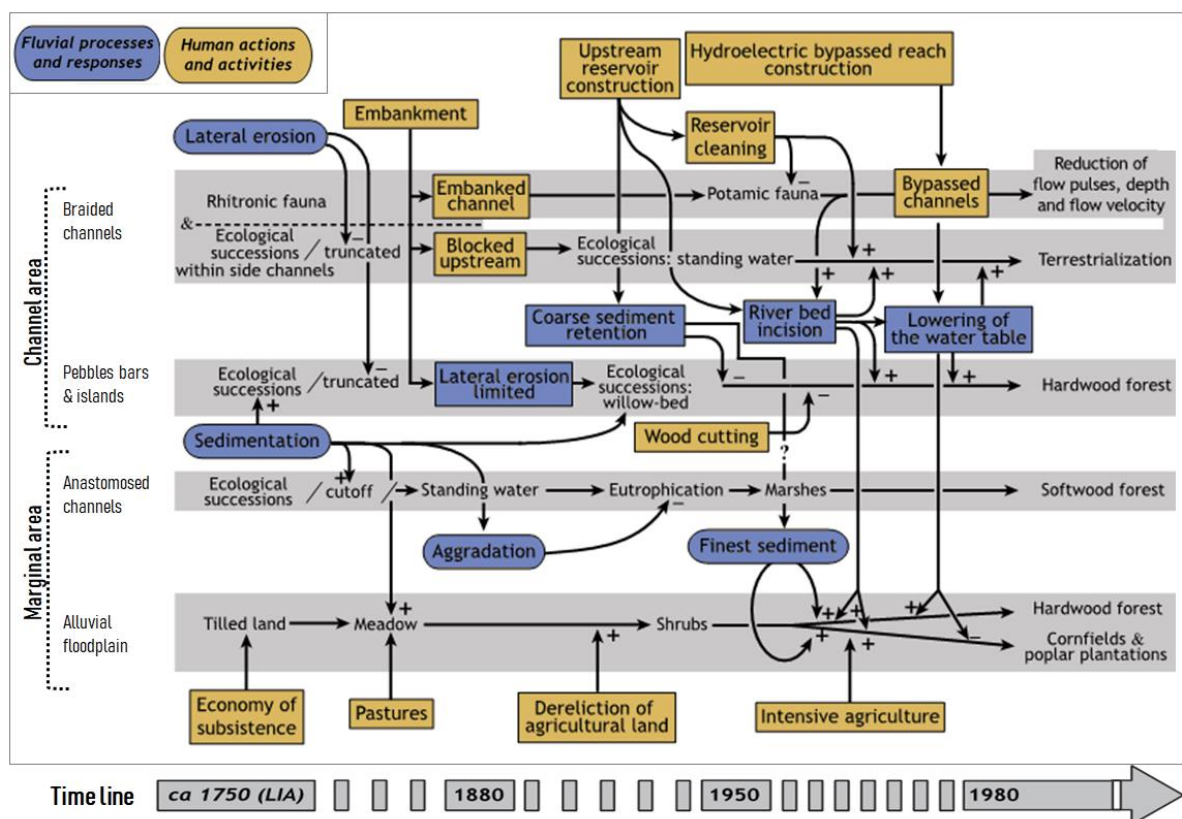 Fluvial processes
and responses
Human actions
and activities
Upstream
reservoir
construction
Hydroelectric bypassed reach
construction
Embankment
Lateral erosion
Reservoir
cleaning
Channel area
Braided
channels
Rhitronic fauna
&
Ecological
successions / truncated
within side channels
−
Embanked
channel
Potamic fauna
−
Bypassed
channels
Reduction of
flow pulses, depth
and flow velocity
Blocked
upstream
Ecological
successions: standing water
+
+ + +
Terrestrialization
Coarse sediment
retention
River bed
incision
Lowering of
the water table
Pebbles bars
& islands
Ecological
successions / truncated
−
+
Lateral erosion
limited
Ecological
successions:
willow-bed
−
−
+ +
Hardwood forest
Sedimentation
Wood cutting
?
Marginal area
Anastomosed
channels
Ecological
successions / cutoff /
+
Standing water
Eutrophication
−
Marshes
Softwood forest
Aggradation
Finest sediment
Alluvial
floodplain
Tilled land
Meadow
+
Shrubs
+
+ + + +
+ + −
Hardwood forest
Cornfields &
poplar plantations
Economy of
subsistence
Pastures
Dereliction of
agricultural land
Intensive agriculture
Time line
ca 1750 (LIA)
1880
1950
1980